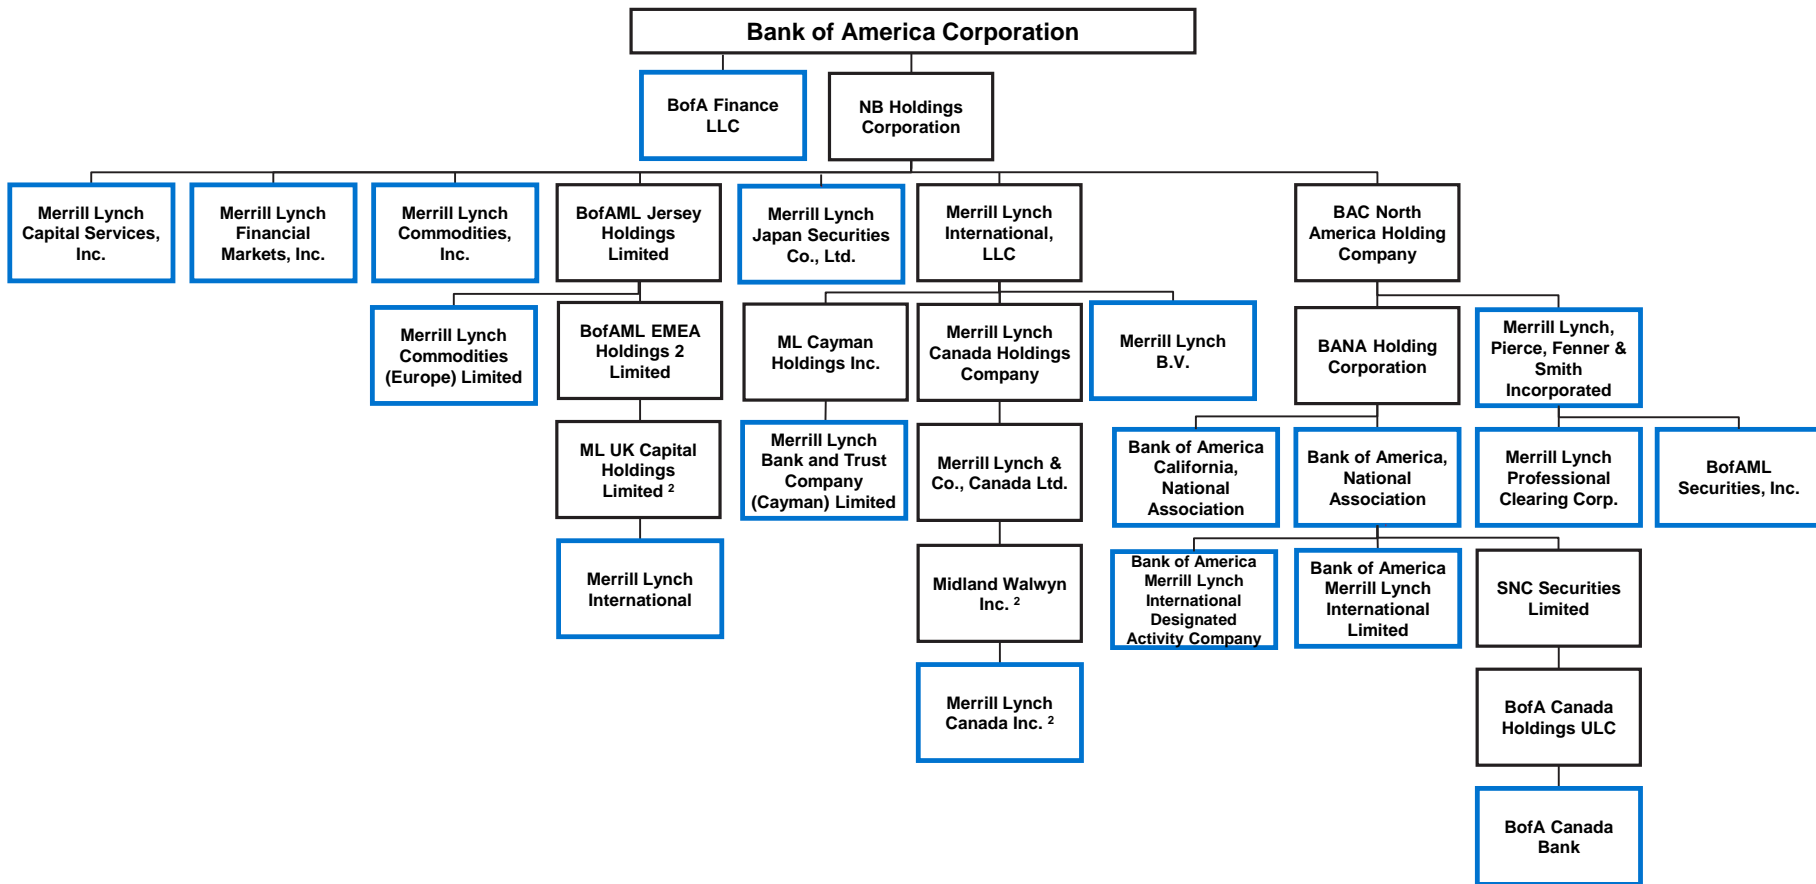 Bank of America Corporation
BofA Finance
LLC
NB Holdings
Corporation
Merrill Lynch
Capital Services,
Inc.
Merrill Lynch
Financial
Markets, Inc.
Merrill Lynch
Commodities,
Inc.
BofAML Jersey
Holdings
Limited
Merrill Lynch
Japan Securities
Co., Ltd.
Merrill Lynch
International,
LLC
BAC North
America Holding
Company
Merrill Lynch
Commodities
(Europe) Limited
BofAML EMEA
Holdings 2
Limited
ML Cayman
Holdings Inc.
Merrill Lynch
Canada Holdings
Company
Merrill Lynch
B.V.
BANA Holding
Corporation
Merrill Lynch,
Pierce, Fenner &
Smith
Incorporated
ML UK Capital
Holdings
Limited ²
Merrill Lynch
Bank and Trust
Company
(Cayman) Limited
Merrill Lynch &
Co., Canada Ltd.
Bank of America
California,
National
Association
Bank of America,
National
Association
Merrill Lynch
Professional
Clearing Corp.
BofAML
Securities, Inc.
Merrill Lynch
International
Midland Walwyn
Inc. ²
Bank of America
Merrill Lynch
International
Designated
Activity Company
Bank of America
Merrill Lynch
International
Limited
SNC Securities
Limited
Merrill Lynch
Canada Inc. ²
BofA Canada
Holdings ULC
BofA Canada
Bank